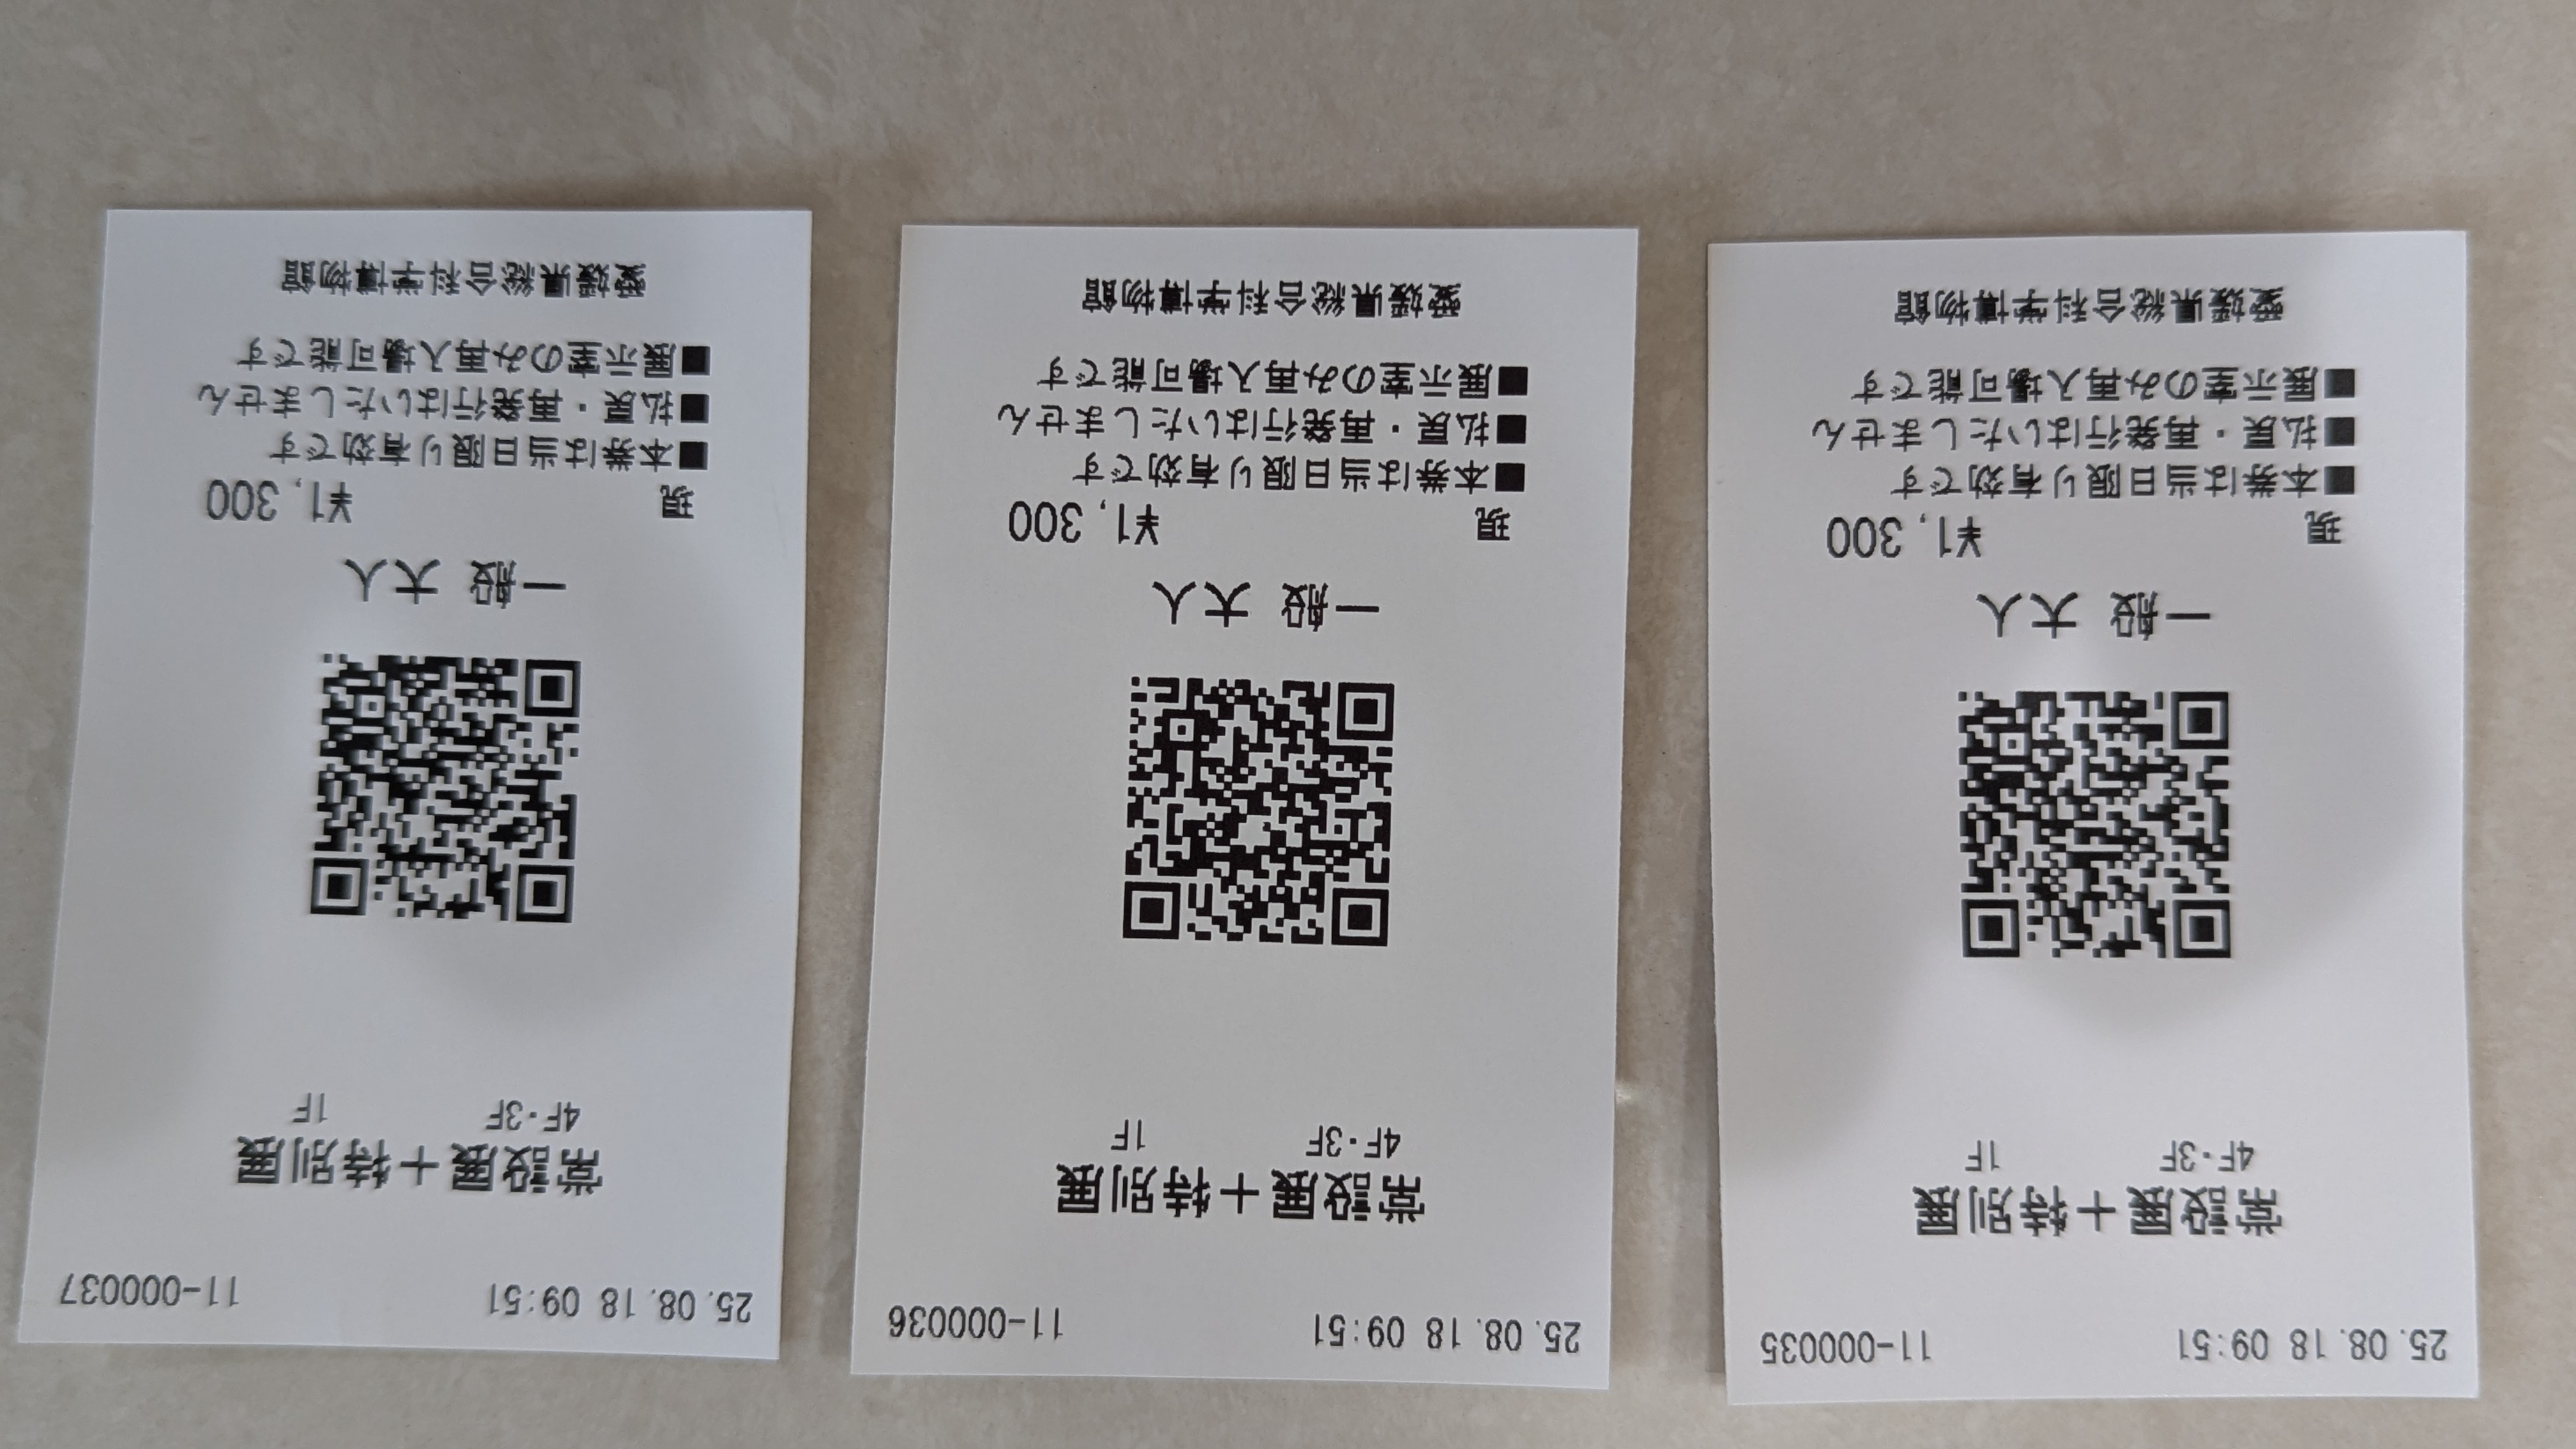 25.08.18 09:51 11-000035
常設展＋特別展
4F・3F 1F
一般 大人
現 ¥1,300
■本券は当日限り有効です
■払戻・再発行はいたしません
■展示室のみ再入場可能です
愛媛県総合科学博物館
25.08.18 09:51 11-000036
常設展＋特別展
4F・3F 1F
一般 大人
現 ¥1,300
■本券は当日限り有効です
■払戻・再発行はいたしません
■展示室のみ再入場可能です
愛媛県総合科学博物館
25.08.18 09:51 11-000037
常設展＋特別展
4F・3F 1F
一般 大人
現 ¥1,300
■本券は当日限り有効です
■払戻・再発行はいたしません
■展示室のみ再入場可能です
愛媛県総合科学博物館